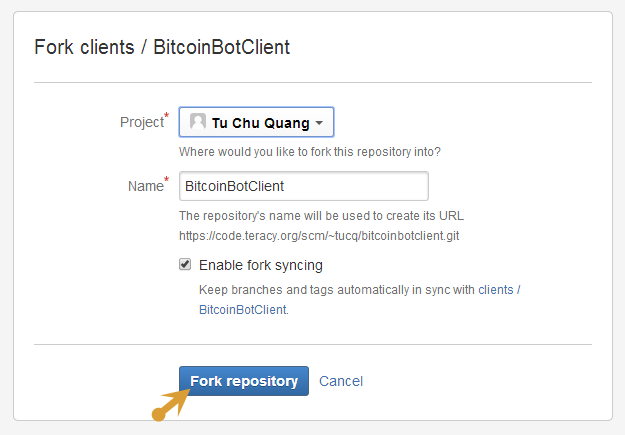 Fork clients / BitcoinBotClient
Project*
Tu Chu Quang
Where would you like to fork this repository into?
Name*
BitcoinBotClient
The repository's name will be used to create its URL
https://code.teracy.org/scm/~tucq/bitcoinbotclient.git
Enable fork syncing
Keep branches and tags automatically in sync with clients /
BitcoinBotClient.
Fork repository Cancel